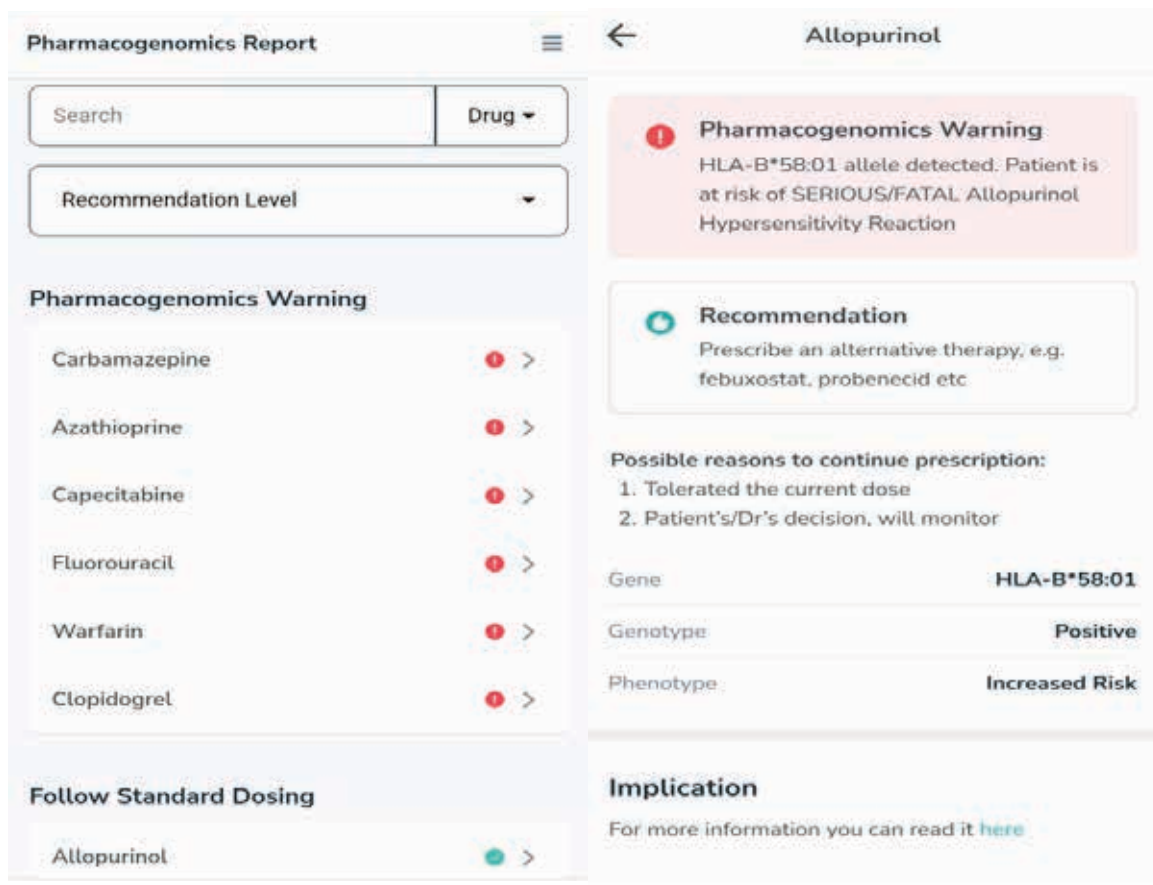 Pharmacogenomics Report
Search
Drug
Recommendation Level
Pharmacogenomics Warning
Carbamazepine
Azathioprine
Capecitabine
Fluorouracil
Warfarin
Clopidogrel
Follow Standard Dosing
Allopurinol
Allopurinol
Pharmacogenomics Warning
HLA-B*58:01 allele detected. Patient is
at risk of SERIOUS/FATAL Allopurinol
Hypersensitivity Reaction
Recommendation
Prescribe an alternative therapy, e.g.
febuxostat, probenecid etc
Possible reasons to continue prescription:
1. Tolerated the current dose
2. Patient's/Dr's decision, will monitor
Gene HLA-B*58:01
Genotype Positive
Phenotype Increased Risk
Implication
For more information you can read it here